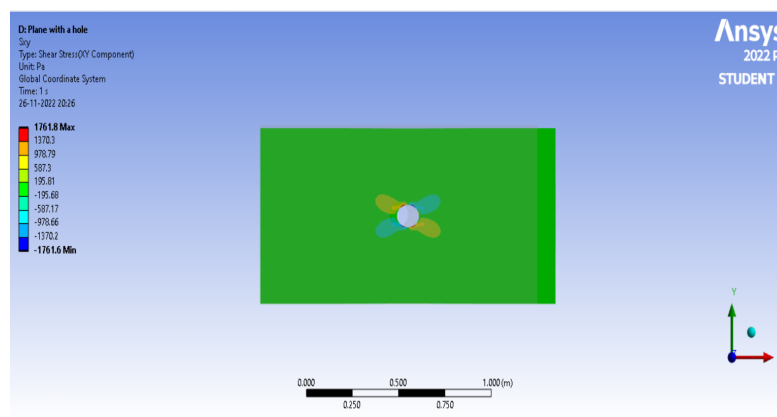 D: Plane with a hole
Sxy
Type: Shear Stress(XY Component)
Unit: Pa
Global Coordinate System
Time: 1 s
26-11-2022 20:26
1761.8 Max
1370.3
978.79
587.3
195.81
-195.68
-587.17
-978.66
-1370.2
-1761.6 Min
Ansys
2022
STUDENT
Y
0.000 0.500 1.000 (m)
0.250 0.750